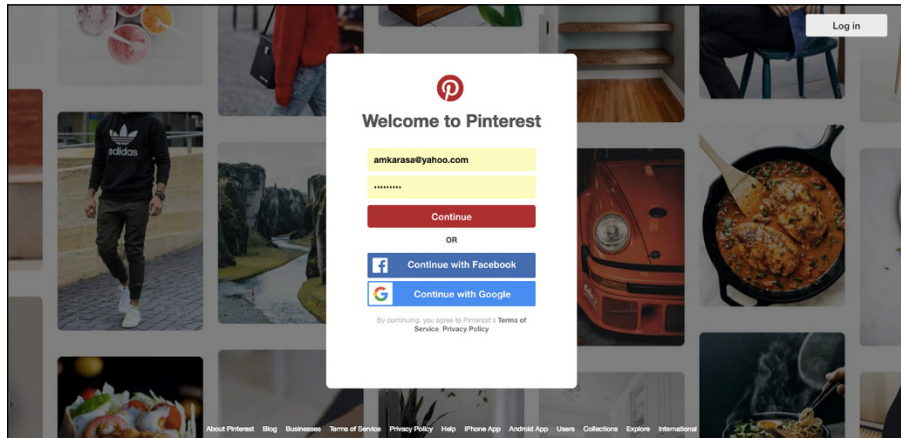 Log in
Welcome to Pinterest
adidas
amkarasa@yahoo.com
•••••••••
Continue
OR
Continue with Facebook
Continue with Google
By continuing, you agree to Pinterest's Terms of
Service, Privacy Policy
About Pinterest Blog Businesses Terms of Service Privacy Policy Help iPhone App Android App Users Collections Explore International